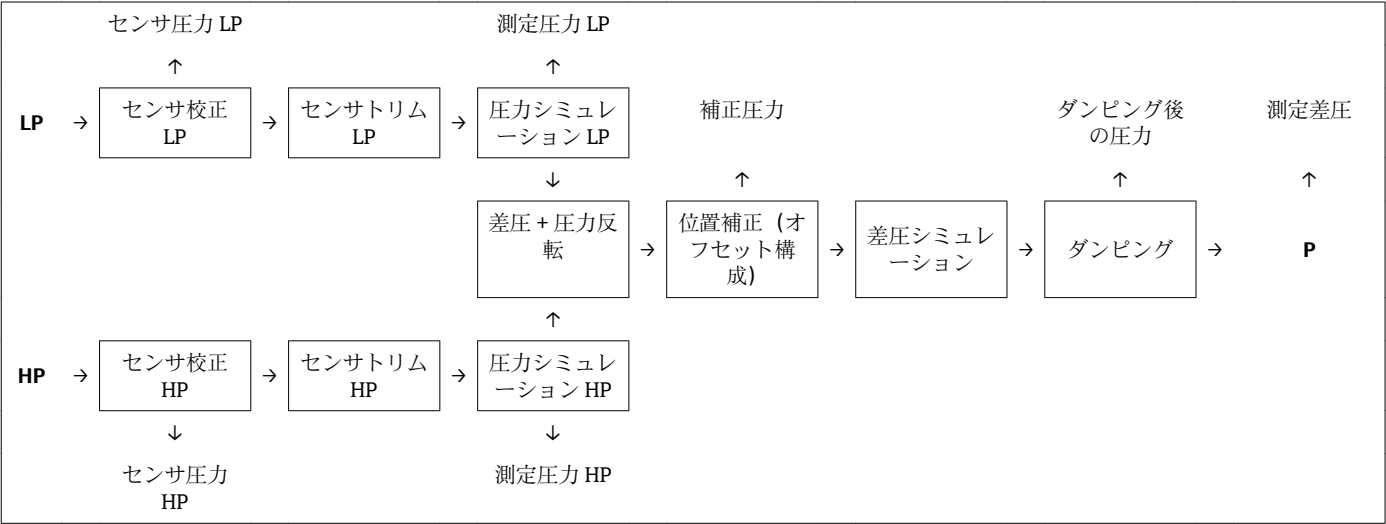 センサ圧力 LP
測定圧力 LP
↑
↑
LP
→
センサ校正
LP
→
センサトリム
LP
→
圧力シミュレ
ーション LP
補正圧力
ダンピング後
の圧力
測定差圧
↓
↑
↑
↑
差圧 + 圧力反
転
→
位置補正（オ
フセット構
成)
→
差圧シミュレ
ーション
→
ダンピング
→
P
↑
HP
→
センサ校正
HP
→
センサトリム
HP
→
圧力シミュレ
ーション HP
↓
↓
センサ圧力
HP
測定圧力 HP